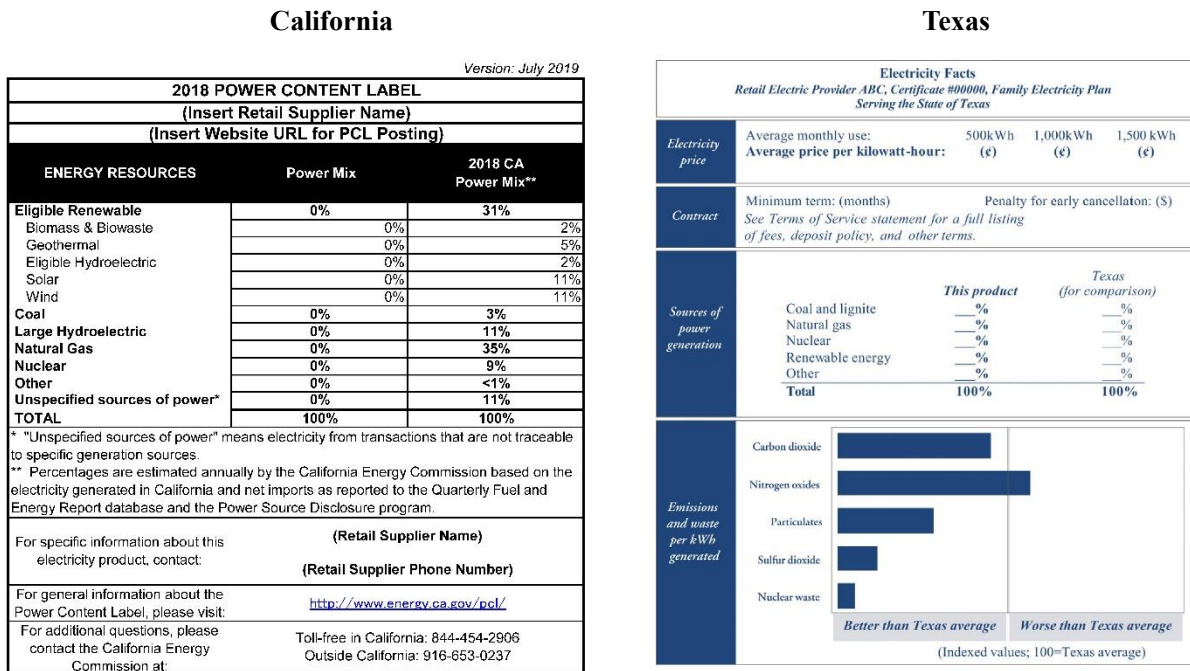 California
Version: July 2019
2018 POWER CONTENT LABEL
(Insert Retail Supplier Name)
(Insert Website URL for PCL Posting)
ENERGY RESOURCES Power Mix 2018 CA
Power Mix**
Eligible Renewable 0% 31%
Biomass & Biowaste 0% 2%
Geothermal 0% 5%
Eligible Hydroelectric 0% 2%
Solar 0% 11%
Wind 0% 11%
Coal 0% 3%
Large Hydroelectric 0% 11%
Natural Gas 0% 35%
Nuclear 0% 9%
Other 0% <1%
Unspecified sources of power* 0% 11%
TOTAL 100% 100%
* "Unspecified sources of power" means electricity from transactions that are not traceable
to specific generation sources.
** Percentages are estimated annually by the California Energy Commission based on the
electricity generated in California and net imports as reported to the Quarterly Fuel and
Energy Report database and the Power Source Disclosure program.
For specific information about this
electricity product, contact:
(Retail Supplier Name)
(Retail Supplier Phone Number)
For general information about the
Power Content Label, please visit:
http://www.energy.ca.gov/pcl/
For additional questions, please
contact the California Energy
Commission at:
Toll-free in California: 844-454-2906
Outside California: 916-653-0237
Texas
Electricity Facts
Retail Electric Provider ABC, Certificate #00000, Family Electricity Plan
Serving the State of Texas
Electricity
price
Average monthly use: 500kWh 1,000kWh 1,500 kWh
Average price per kilowatt-hour: (¢) (¢) (¢)
Contract
Minimum term: (months) Penalty for early cancellation: ($)
See Terms of Service statement for a full listing
of fees, deposit policy, and other terms.
Sources of
power
generation
This product Texas
(for comparison)
Coal and lignite __% __%
Natural gas __% __%
Nuclear __% __%
Renewable energy __% __%
Other __% __%
Total 100% 100%
Emissions
and waste
per kWh
generated
Carbon dioxide
Nitrogen oxides
Particulates
Sulfur dioxide
Nuclear waste
Better than Texas average Worse than Texas average
(Indexed values; 100=Texas average)